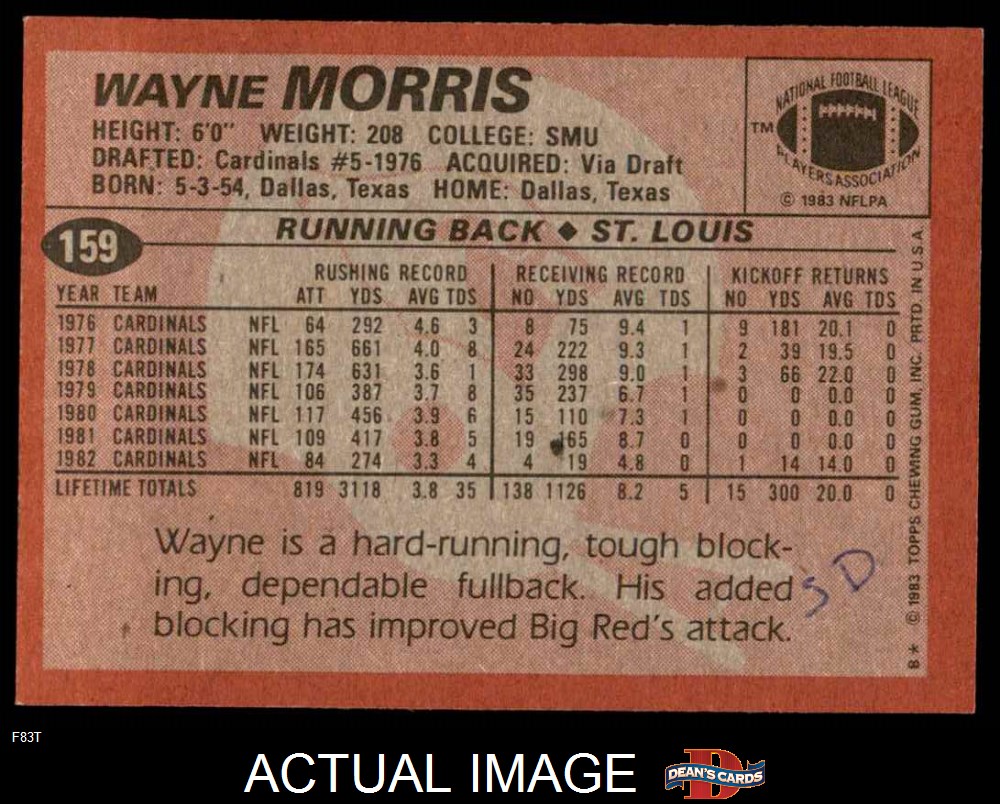 WAYNE MORRIS
HEIGHT: 6'0" WEIGHT: 208 COLLEGE: SMU
DRAFTED: Cardinals #5-1976 ACQUIRED: Via Draft
BORN: 5-3-54, Dallas, Texas HOME: Dallas, Texas
NATIONAL FOOTBALL LEAGUE
TM
PLAYERS ASSOCIATION
© 1983 NFLPA
159
RUNNING BACK ♦ ST. LOUIS
RUSHING RECORD RECEIVING RECORD KICKOFF RETURNS
YEAR TEAM ATT YDS AVG TDS NO YDS AVG TDS NO YDS AVG TDS
1976 CARDINALS NFL 64 292 4.6 3 8 75 9.4 1 9 181 20.1 0
1977 CARDINALS NFL 165 661 4.0 8 24 222 9.3 1 2 39 19.5 0
1978 CARDINALS NFL 174 631 3.6 1 33 298 9.0 1 3 66 22.0 0
1979 CARDINALS NFL 106 387 3.7 8 35 237 6.7 1 0 0 0.0 0
1980 CARDINALS NFL 117 456 3.9 6 15 110 7.3 1 0 0 0.0 0
1981 CARDINALS NFL 109 417 3.8 5 19 165 8.7 0 0 0 0.0 0
1982 CARDINALS NFL 84 274 3.3 4 4 19 4.8 0 1 14 14.0 0
LIFETIME TOTALS 819 3118 3.8 35 138 1126 8.2 5 15 300 20.0 0
Wayne is a hard-running, tough block-
ing, dependable fullback. His added
blocking has improved Big Red's attack.
SD
B* © 1983 TOPPS CHEWING GUM, INC. PRTD. IN U.S.A.
F83T
ACTUAL IMAGE
DEAN'S CARDS